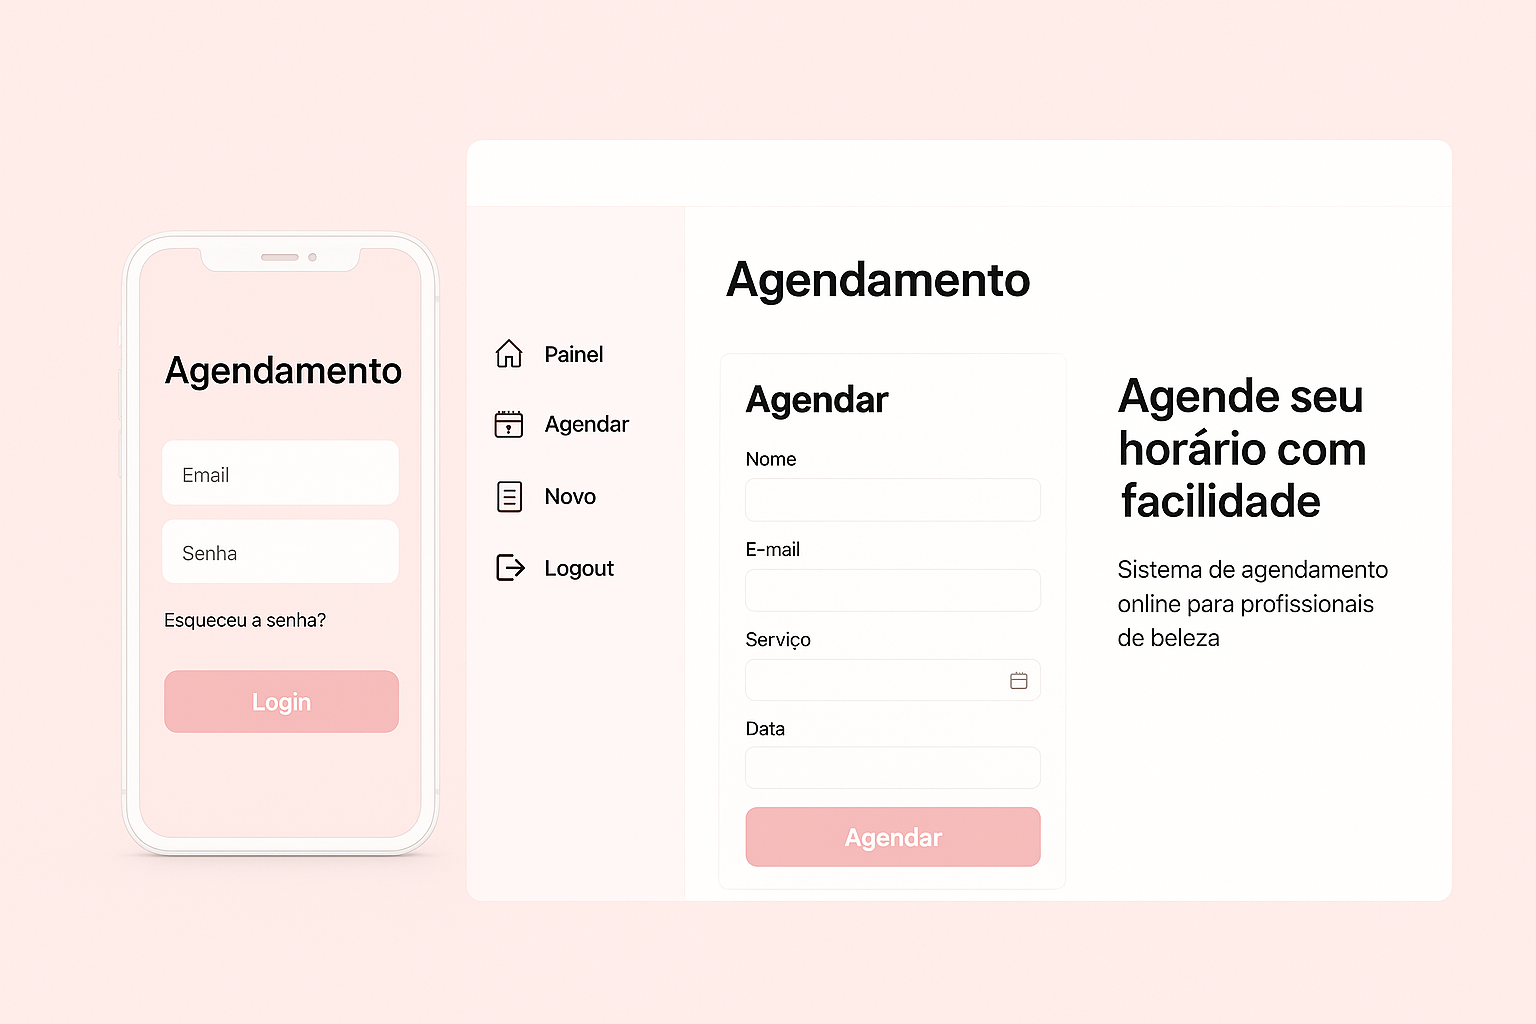 Agendamento
Email
Senha
Esqueceu a senha?
Login
Painel
Agendar
Novo
Logout
Agendamento
Agendar
Nome
E-mail
Serviço
Data
Agendar
Agende seu
horário com
facilidade
Sistema de agendamento
online para profissionais
de beleza